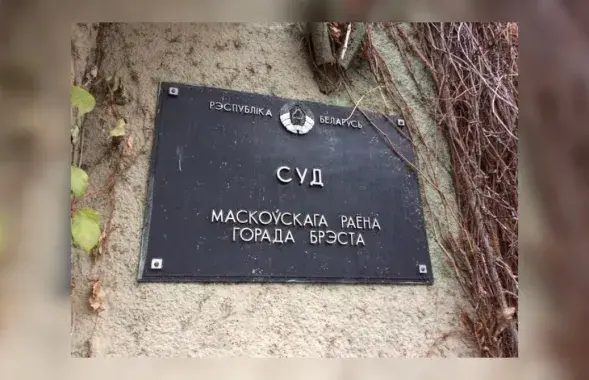 РЭСПУБЛІКА БЕЛАРУСЬ
СУД
МАСКОЎСКАГА РАЁНА
ГОРАДА БРЭСТА